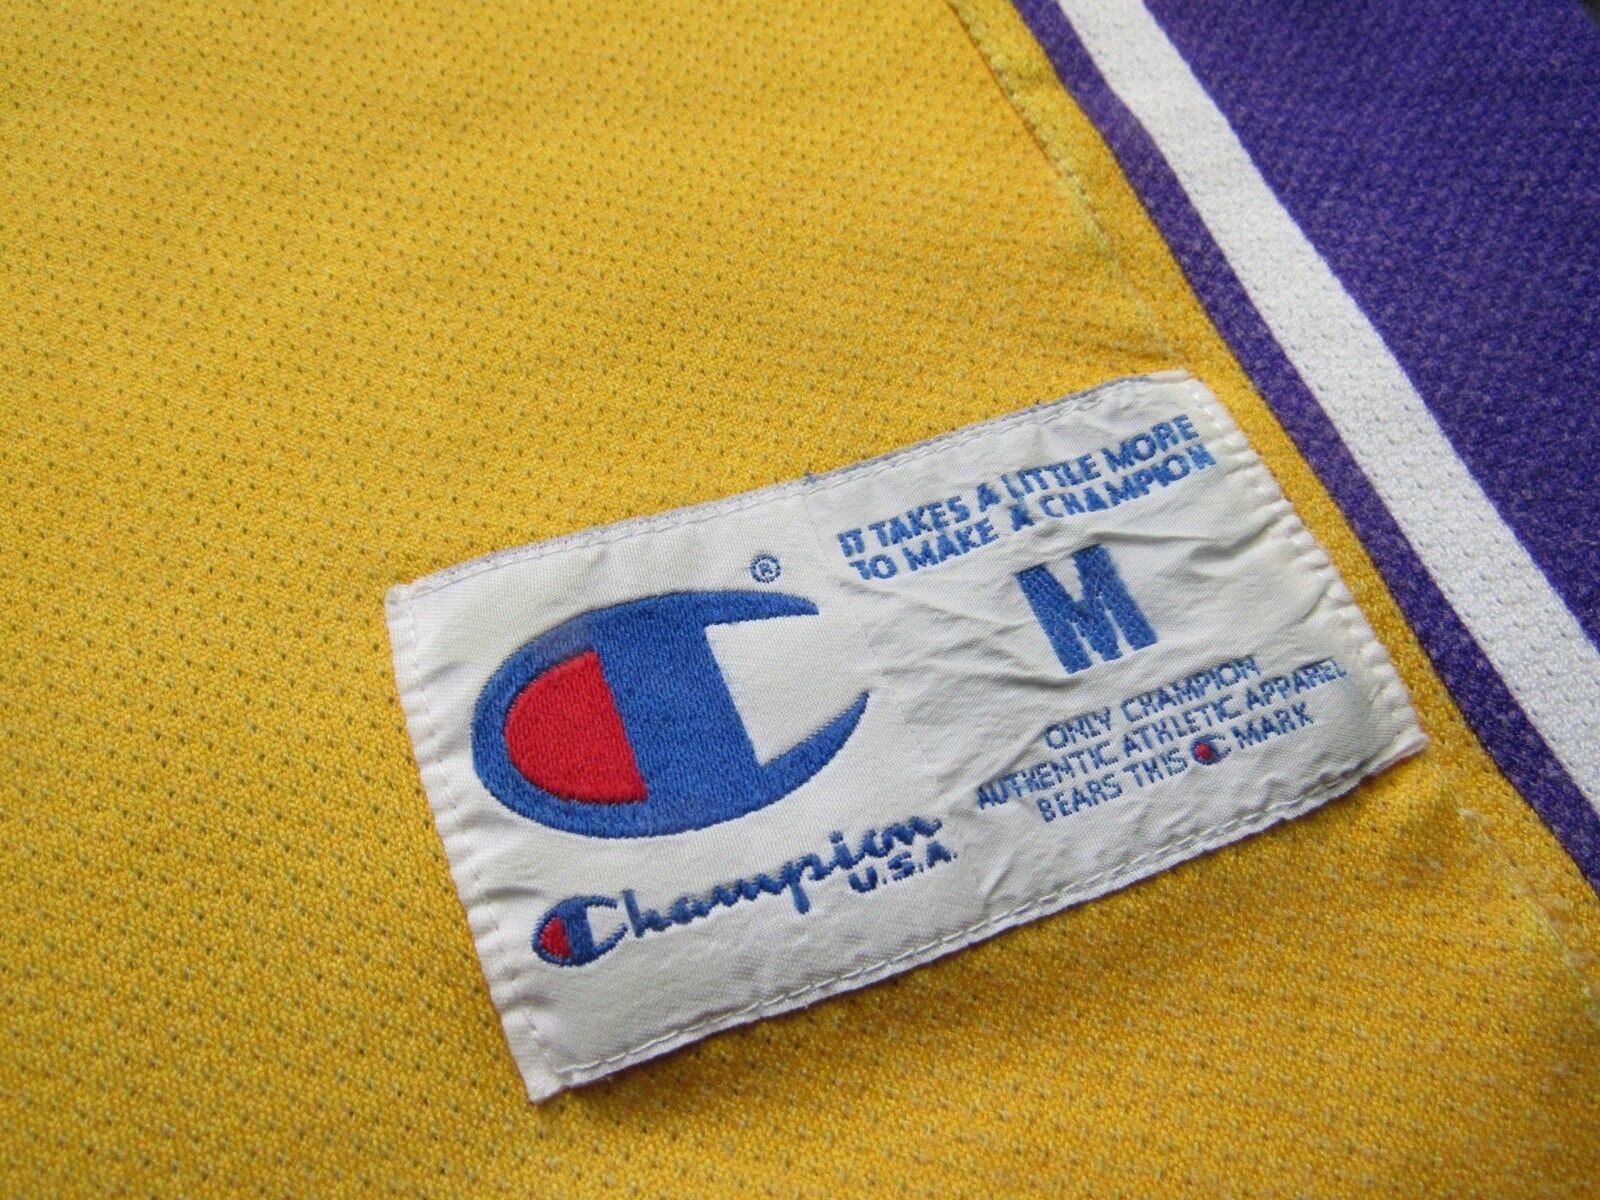 ®
Champion
U.S.A.
IT TAKES A LITTLE MORE
TO MAKE A CHAMPION
M
ONLY CHAMPION
AUTHENTIC ATHLETIC APPAREL
BEARS THIS C MARK